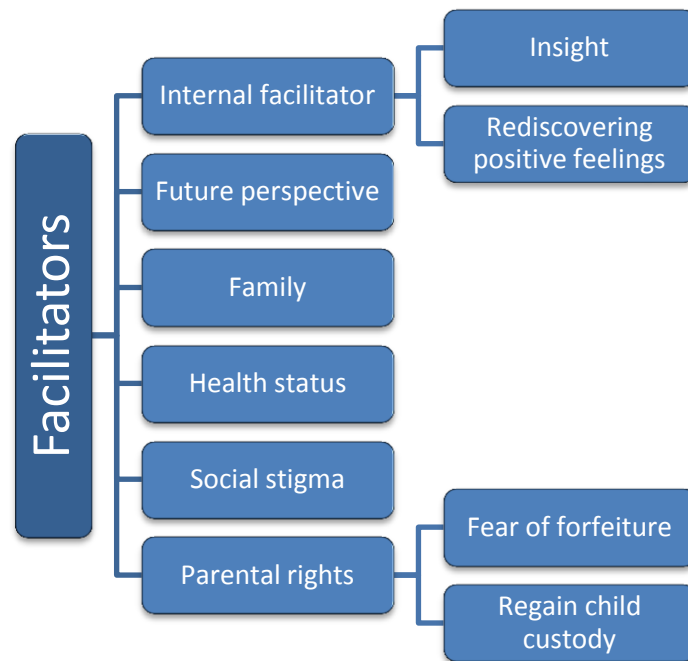 Facilitators
Internal facilitator
Insight
Rediscovering
positive feelings
Future perspective
Family
Health status
Social stigma
Parental rights
Fear of forfeiture
Regain child
custody